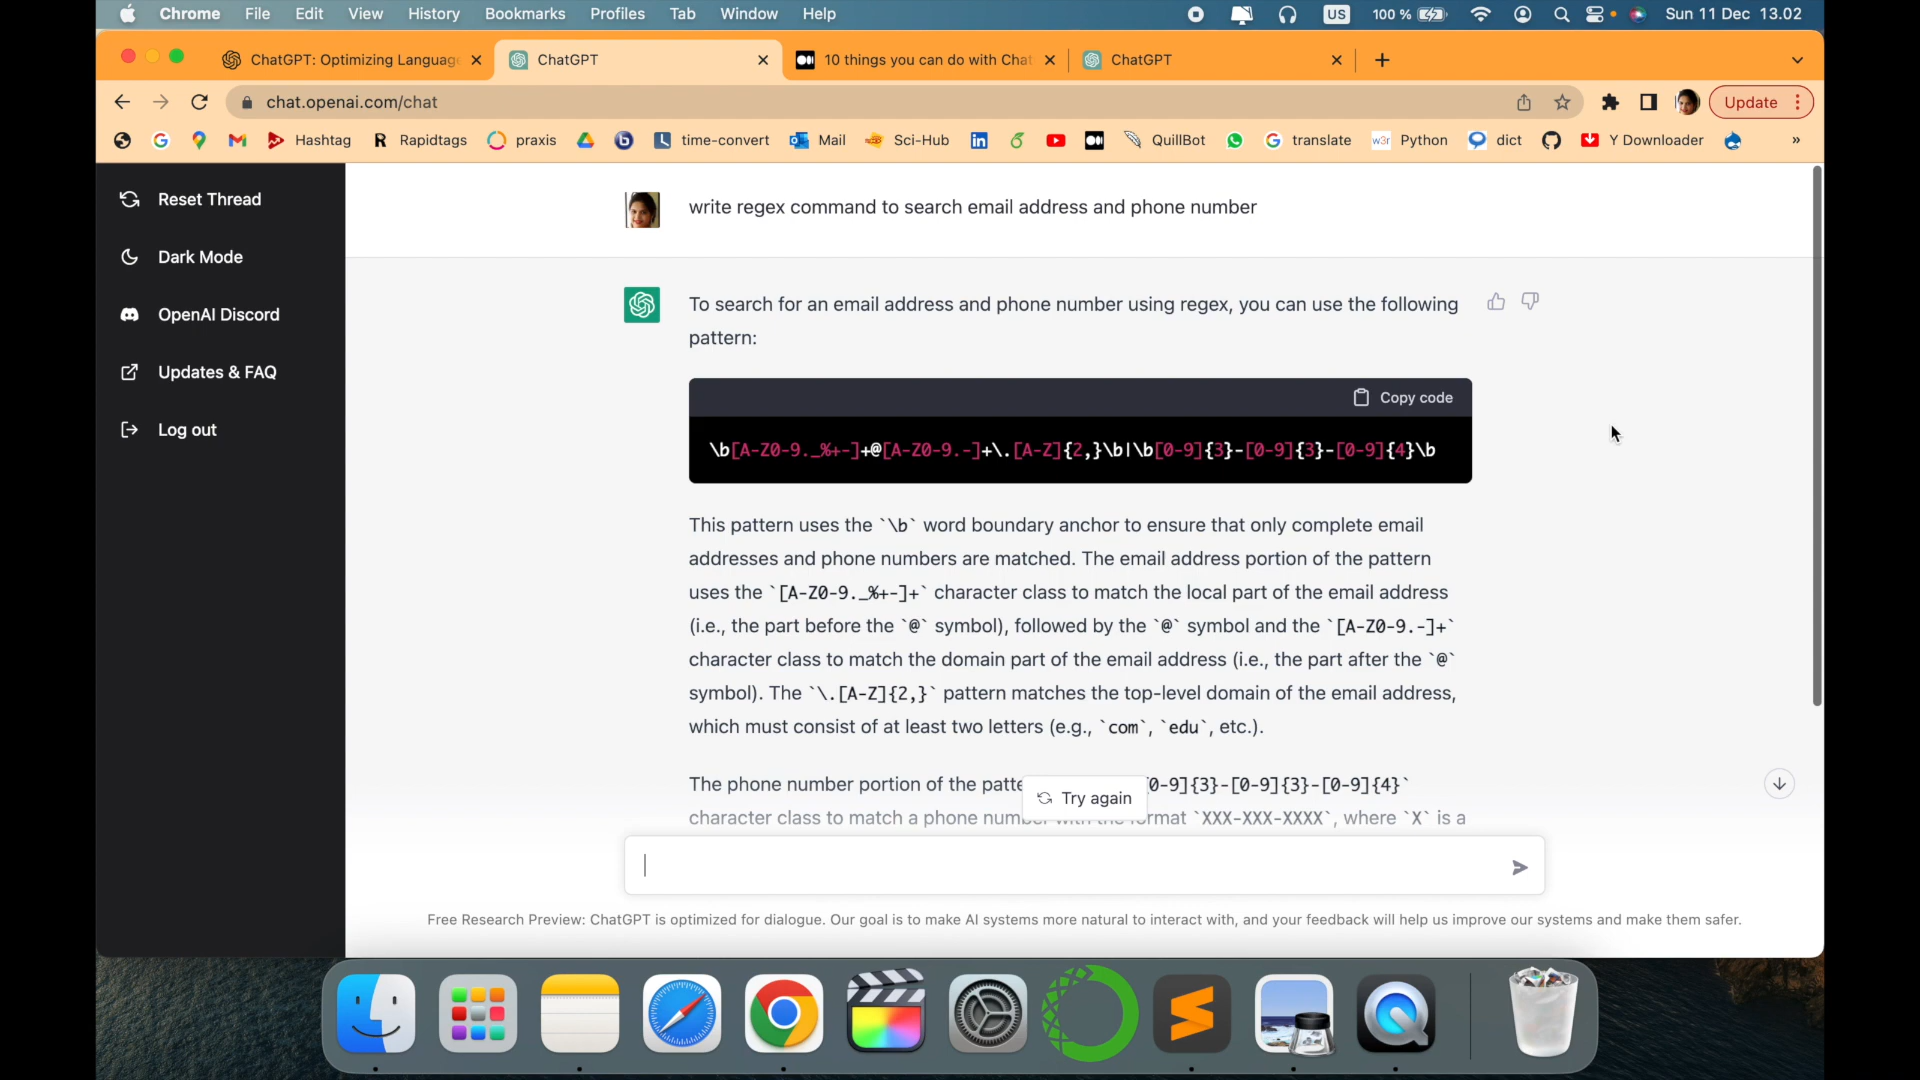 Chrome File Edit View History Bookmarks Profiles Tab Window Help US 100 % Sun 11 Dec 13.02
ChatGPT: Optimizing Languag ChatGPT 10 things you can do with Chat ChatGPT
chat.openai.com/chat Update
Hashtag R Rapidtags praxis L time-convert Mail Sci-Hub QuillBot translate w3r Python dict Y Downloader »
Reset Thread
Dark Mode
OpenAI Discord
Updates & FAQ
Log out
write regex command to search email address and phone number
To search for an email address and phone number using regex, you can use the following
pattern:
Copy code
\b[A-Z0-9._%+-]+@[A-Z0-9.-]+\.[A-Z]{2,}\b|\b[0-9]{3}-[0-9]{3}-[0-9]{4}\b
This pattern uses the `\b` word boundary anchor to ensure that only complete email
addresses and phone numbers are matched. The email address portion of the pattern
uses the `[A-Z0-9._%+-]+` character class to match the local part of the email address
(i.e., the part before the `@` symbol), followed by the `@` symbol and the `[A-Z0-9.-]+`
character class to match the domain part of the email address (i.e., the part after the `@`
symbol). The `\.[A-Z]{2,}` pattern matches the top-level domain of the email address,
which must consist of at least two letters (e.g., `com`, `edu`, etc.).
The phone number portion of the patte 0-9]{3}-[0-9]{3}-[0-9]{4}`
Try again
character class to match a phone number with the format `XXX-XXX-XXXX`, where `X` is a
Free Research Preview: ChatGPT is optimized for dialogue. Our goal is to make AI systems more natural to interact with, and your feedback will help us improve our systems and make them safer.